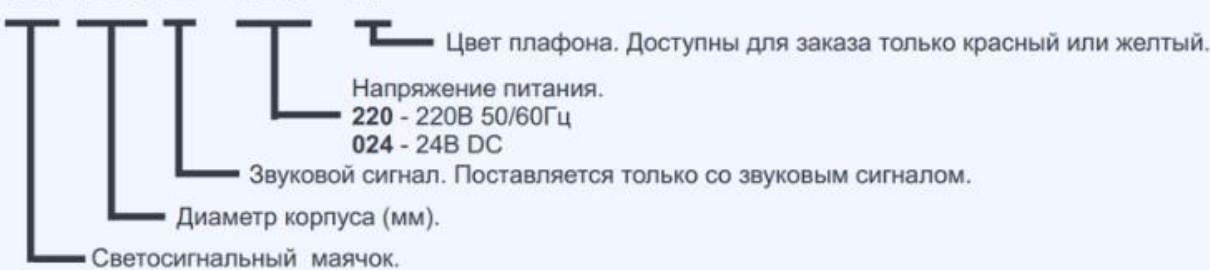 Цвет плафона. Доступны для заказа только красный или желтый.
Напряжение питания.
220 - 220В 50/60Гц
024 - 24В DC
Звуковой сигнал. Поставляется только со звуковым сигналом.
Диаметр корпуса (мм).
Светосигнальный маячок.